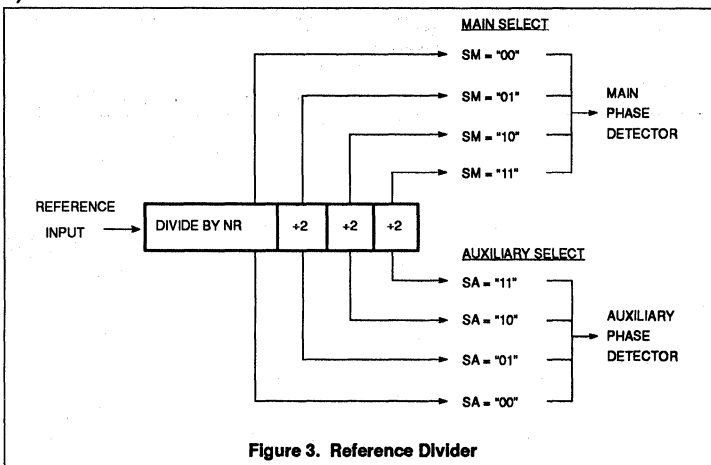 MAIN SELECT
SM = "00"
SM = "01"
SM = "10"
SM = "11"
MAIN
PHASE
DETECTOR
REFERENCE
INPUT
DIVIDE BY NR
÷2
÷2
÷2
AUXILIARY SELECT
SA = "11"
SA = "10"
SA = "01"
SA = "00"
AUXILIARY
PHASE
DETECTOR
Figure 3. Reference Divider